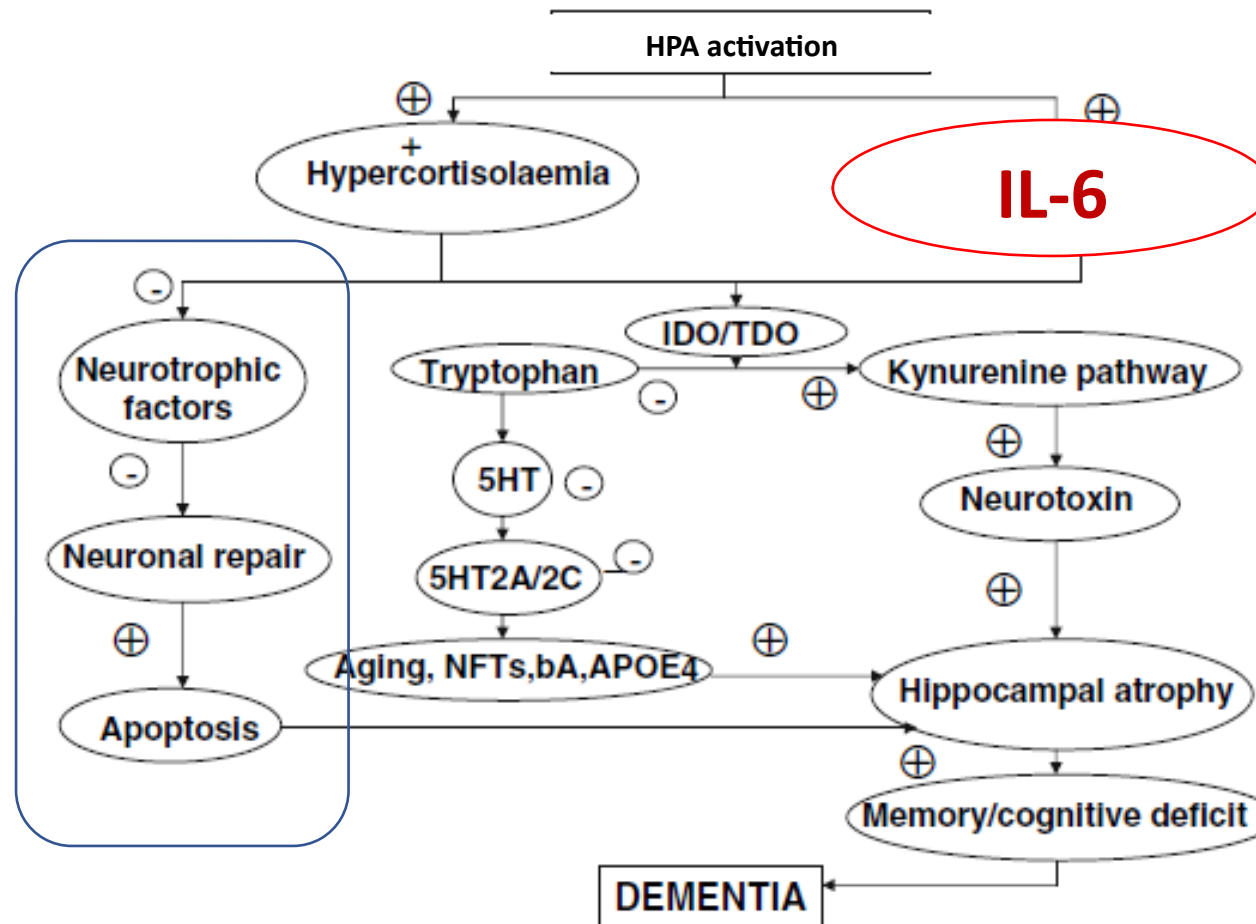 HPA activation
⊕
⊕
+
Hypercortisolaemia
IL-6
-
IDO/TDO
Neurotrophic
factors
Tryptophan
-
⊕
Kynurenine pathway
-
5HT
-
⊕
Neurotoxin
Neuronal repair
5HT2A/2C
-
⊕
⊕
Aging, NFTs,bA,APOE4
⊕
Hippocampal atrophy
Apoptosis
⊕
Memory/cognitive deficit
DEMENTIA